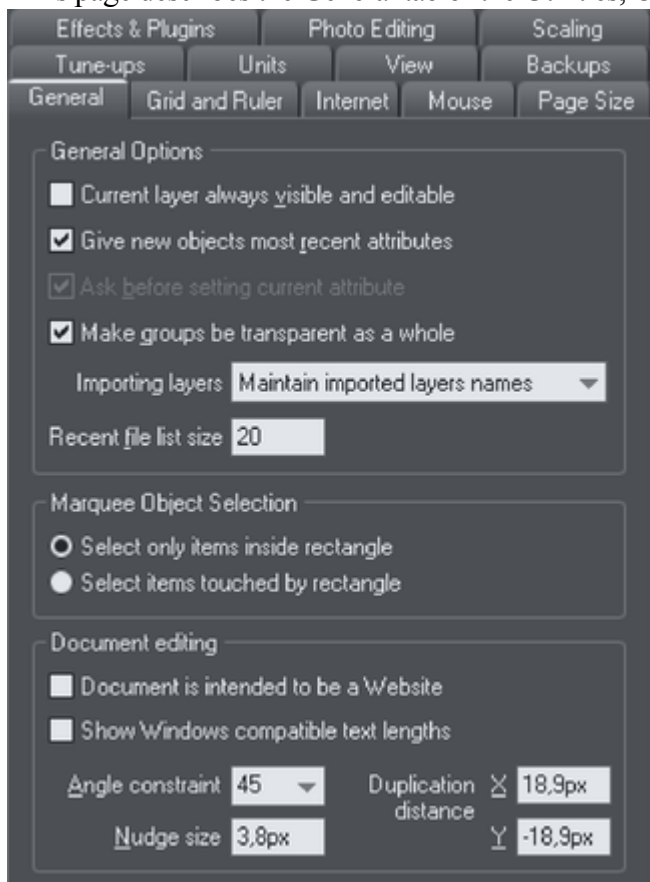 Effects & Plugins Photo Editing Scaling
Tune-ups Units View Backups
General Grid and Ruler Internet Mouse Page Size
General Options
Current layer always visible and editable
Give new objects most recent attributes
Ask before setting current attribute
Make groups be transparent as a whole
Importing layers Maintain imported layers names
Recent file list size 20
Marquee Object Selection
Select only items inside rectangle
Select items touched by rectangle
Document editing
Document is intended to be a Website
Show Windows compatible text lengths
Angle constraint 45 Duplication distance X 18,9px
Nudge size 3,8px Y -18,9px